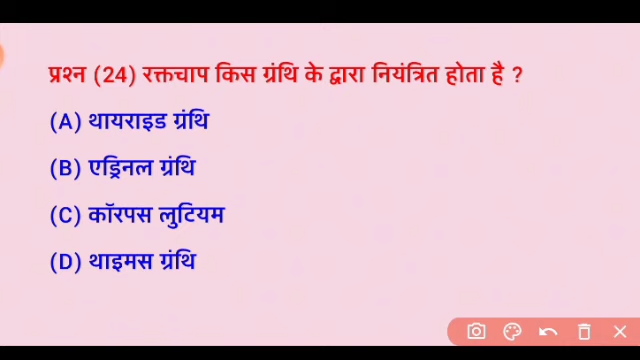 प्रश्न (24) रक्तचाप किस ग्रंथि के द्वारा नियंत्रित होता है ?
(A) थायराइड ग्रंथि
(B) एड्रिनल ग्रंथि
(C) कॉरपस लुटियम
(D) थाइमस ग्रंथि